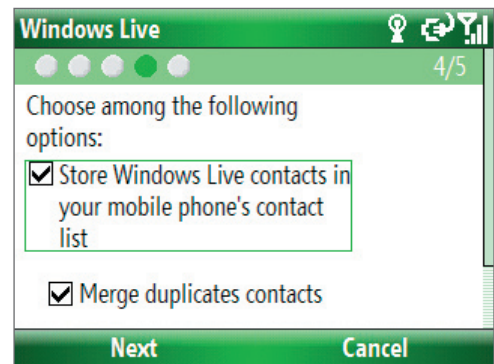 Windows Live
4/5
Choose among the following
options:
Store Windows Live contacts in
your mobile phone's contact
list
Merge duplicates contacts
Next Cancel